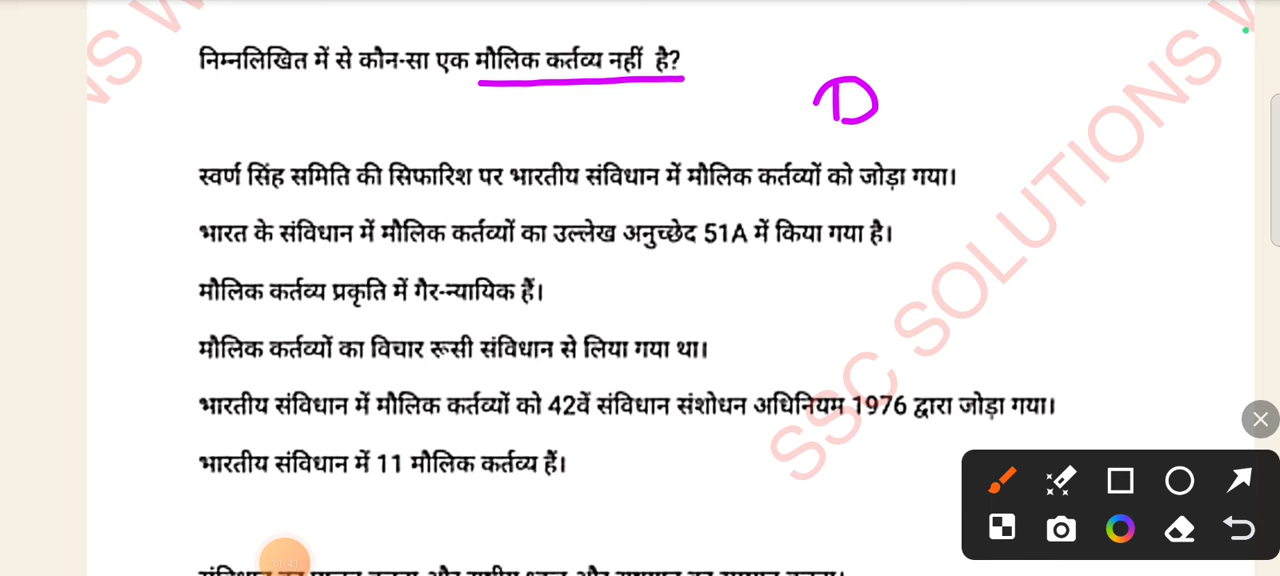 निम्नलिखित में से कौन-सा एक मौलिक कर्तव्य नहीं है?
D
स्वर्ण सिंह समिति की सिफारिश पर भारतीय संविधान में मौलिक कर्तव्यों को जोड़ा गया।
भारत के संविधान में मौलिक कर्तव्यों का उल्लेख अनुच्छेद 51A में किया गया है।
मौलिक कर्तव्य प्रकृति में गैर-न्यायिक हैं।
मौलिक कर्तव्यों का विचार रूसी संविधान से लिया गया था।
भारतीय संविधान में मौलिक कर्तव्यों को 42वें संविधान संशोधन अधिनियम 1976 द्वारा जोड़ा गया।
भारतीय संविधान में 11 मौलिक कर्तव्य हैं।
SSC SOLUTIONS W
NS W